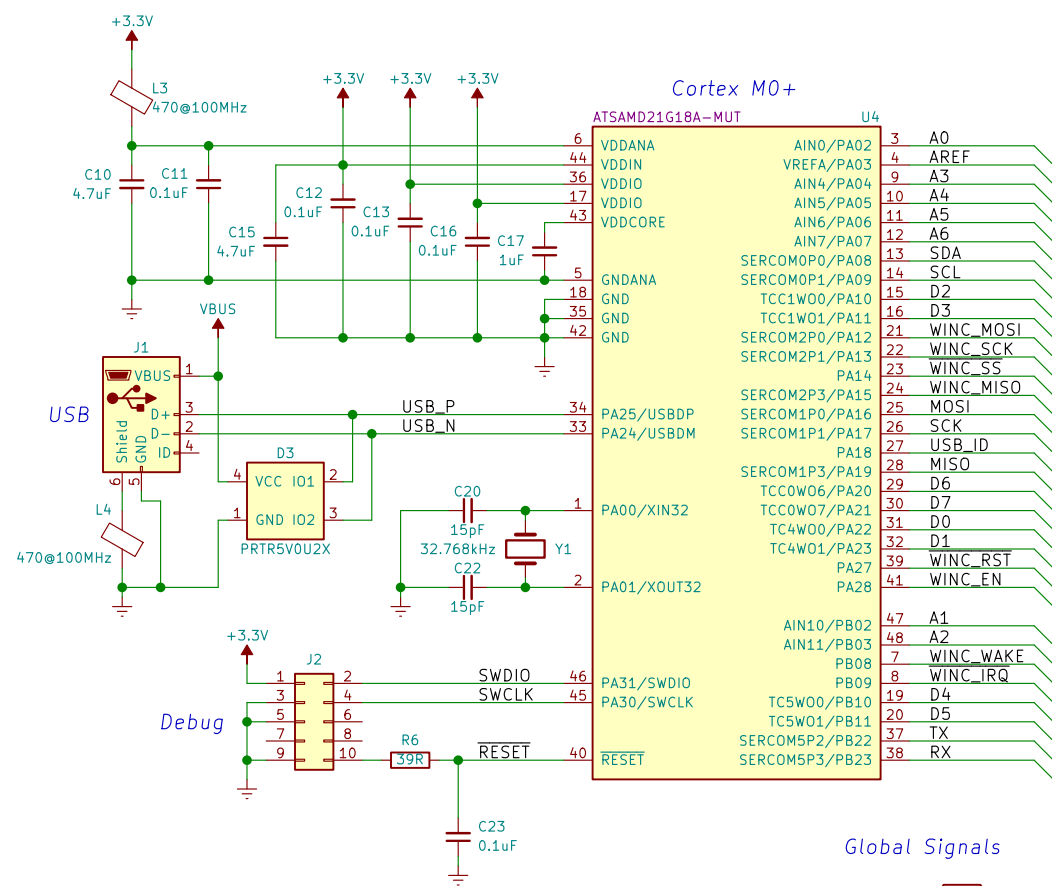 +3.3V
L3
470@100MHz
C10
4.7uF
C11
0.1uF
+3.3V
+3.3V
+3.3V
C12
0.1uF
C13
0.1uF
C15
4.7uF
C16
0.1uF
C17
1uF
Cortex M0+
ATSAMD21G18A-MUT
U4
6 VDDANA
44 VDDIN
36 VDDIO
17 VDDIO
43 VDDCORE
5 GNDANA
18 GND
35 GND
42 GND
34 PA25/USBDP
33 PA24/USBDM
1 PA00/XIN32
2 PA01/XOUT32
46 PA31/SWDIO
45 PA30/SWCLK
40 RESET
AIN0/PA02 3 A0
VREFA/PA03 4 AREF
AIN4/PA04 9 A3
AIN5/PA05 10 A4
AIN6/PA06 11 A5
AIN7/PA07 12 A6
SERCOM0P0/PA08 13 SDA
SERCOM0P1/PA09 14 SCL
TCC1WO0/PA10 15 D2
TCC1WO1/PA11 16 D3
SERCOM2P0/PA12 21 WINC_MOSI
SERCOM2P1/PA13 22 WINC_SCK
PA14 23 WINC_SS
SERCOM2P3/PA15 24 WINC_MISO
SERCOM1P0/PA16 25 MOSI
SERCOM1P1/PA17 26 SCK
PA18 27 USB_ID
SERCOM1P3/PA19 28 MISO
TCC0WO6/PA20 29 D6
TCC0WO7/PA21 30 D7
TC4WO0/PA22 31 D0
TC4WO1/PA23 32 D1
PA27 39 WINC_RST
PA28 41 WINC_EN
AIN10/PB02 47 A1
AIN11/PB03 48 A2
PB08 7 WINC_WAKE
PB09 8 WINC_IRQ
TC5WO0/PB10 19 D4
TC5WO1/PB11 20 D5
SERCOM5P2/PB22 37 TX
SERCOM5P3/PB23 38 RX
VBUS
J1
USB
VBUS 1
D+ 3
D- 2
ID 4
Shield 6
GND 5
USB_P
USB_N
L4
470@100MHz
D3
4 VCC IO1 2
1 GND IO2 3
PRTR5V0U2X
C20
15pF
32.768kHz
Y1
C22
15pF
+3.3V
J2
Debug
1 2
3 4
5 6
7 8
9 10
SWDIO
SWCLK
R6
39R
RESET
C23
0.1uF
Global Signals